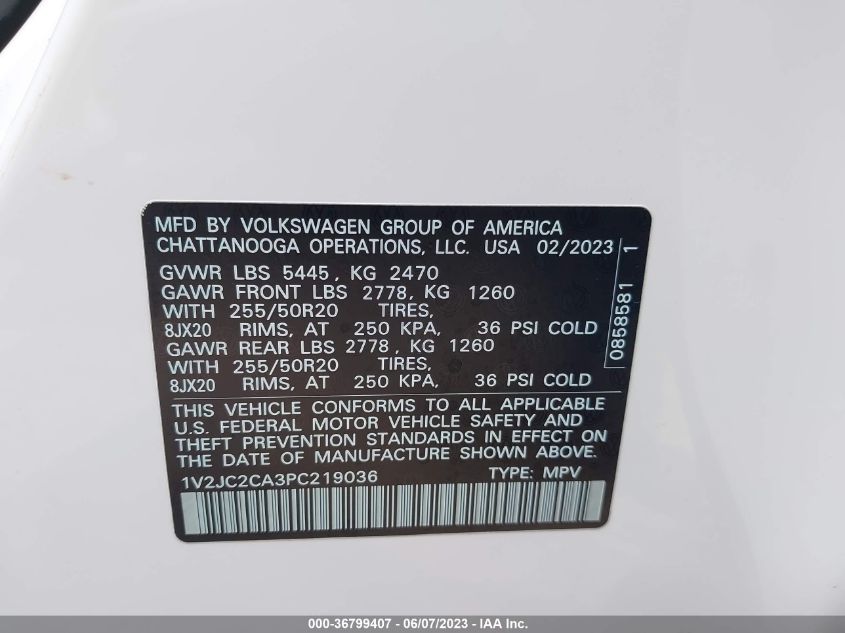 MFD BY VOLKSWAGEN GROUP OF AMERICA
CHATTANOOGA OPERATIONS, LLC. USA 02/2023
GVWR LBS 5445, KG 2470
GAWR FRONT LBS 2778, KG 1260
WITH 255/50R20 TIRES,
8JX20 RIMS, AT 250 KPA, 36 PSI COLD
GAWR REAR LBS 2778, KG 1260
WITH 255/50R20 TIRES,
8JX20 RIMS, AT 250 KPA, 36 PSI COLD
THIS VEHICLE CONFORMS TO ALL APPLICABLE
U.S. FEDERAL MOTOR VEHICLE SAFETY AND
THEFT PREVENTION STANDARDS IN EFFECT ON
THE DATE OF MANUFACTURE SHOWN ABOVE.
1V2JC2CA3PC219036 TYPE: MPV
0858581 1
000-36799407 - 06/07/2023 - IAA Inc.